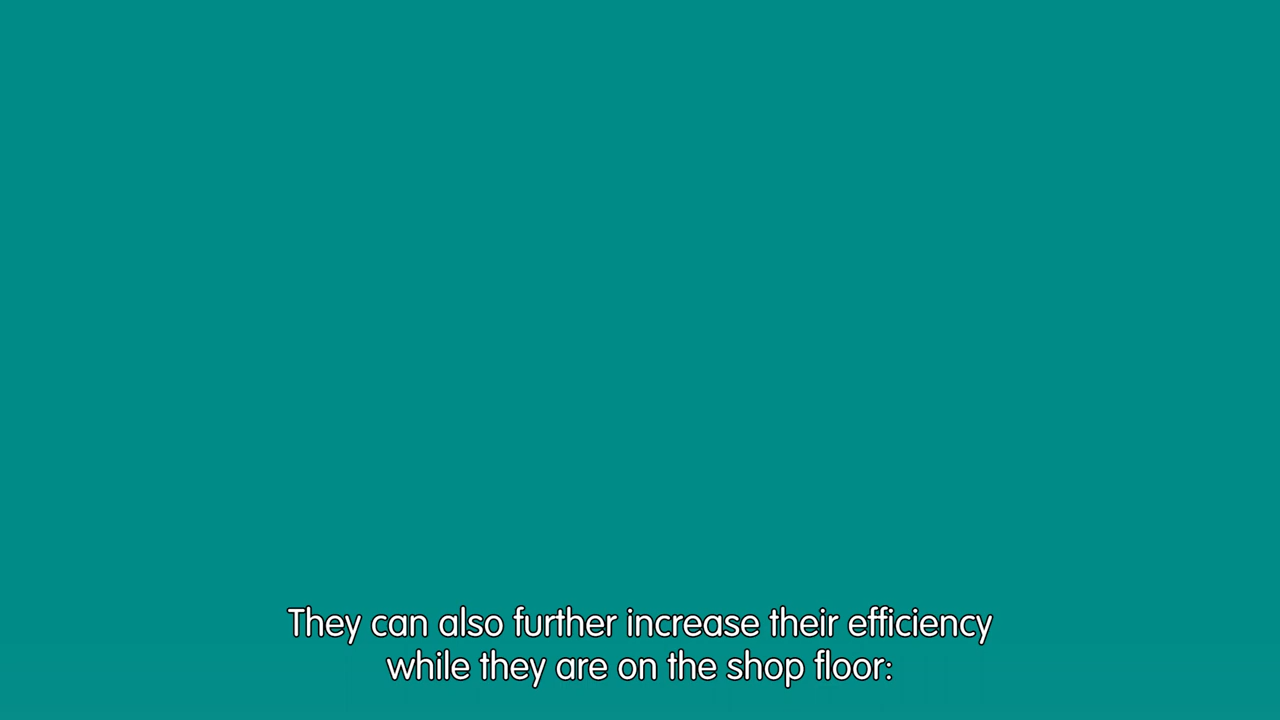 They can also further increase their efficiency
while they are on the shop floor: